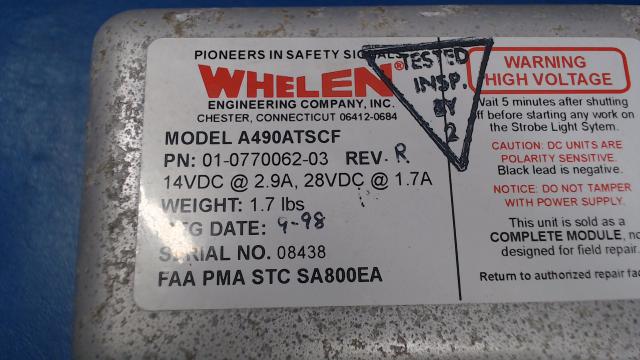 PIONEERS IN SAFETY SIGNALS
WHELEN®
ENGINEERING COMPANY, INC.
CHESTER, CONNECTICUT 06412-0684
MODEL A490ATSCF
PN: 01-0770062-03 REV. R
14VDC @ 2.9A, 28VDC @ 1.7A
WEIGHT: 1.7 lbs
MFG DATE: 9-98
SERIAL NO. 08438
FAA PMA STC SA800EA
TESTED
INSP.
BY
2
WARNING
HIGH VOLTAGE
Wait 5 minutes after shutting
off before starting any work on
the Strobe Light Sytem.
CAUTION: DC UNITS ARE
POLARITY SENSITIVE.
Black lead is negative.
NOTICE: DO NOT TAMPER
WITH POWER SUPPLY.
This unit is sold as a
COMPLETE MODULE, no
designed for field repair.
Return to authorized repair fac